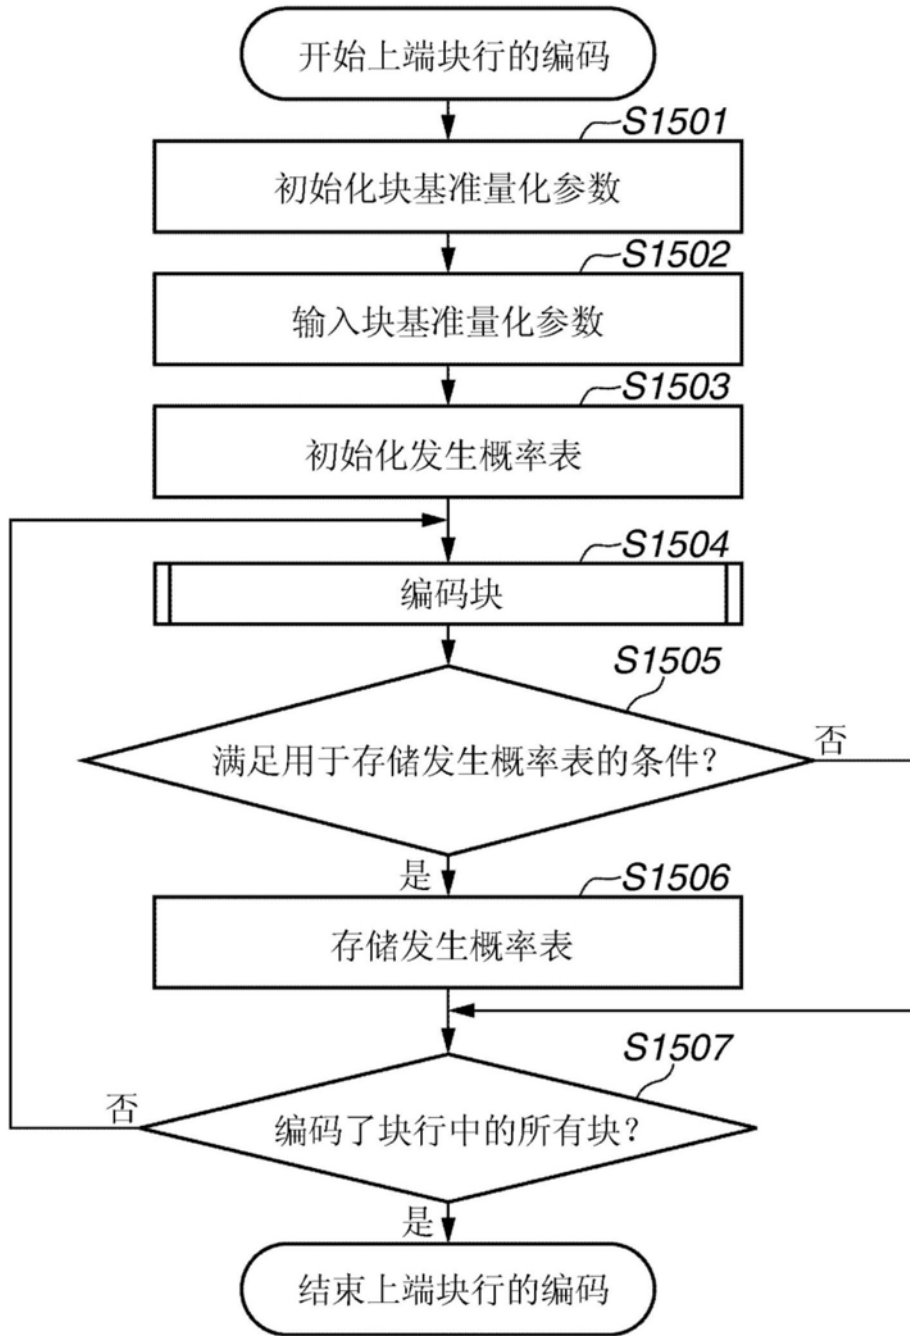 开始上端块行的编码
S1501
初始化块基准量化参数
S1502
输入块基准量化参数
S1503
初始化发生概率表
S1504
编码块
S1505
满足用于存储发生概率表的条件?
否
是
S1506
存储发生概率表
S1507
否
编码了块行中的所有块?
是
结束上端块行的编码